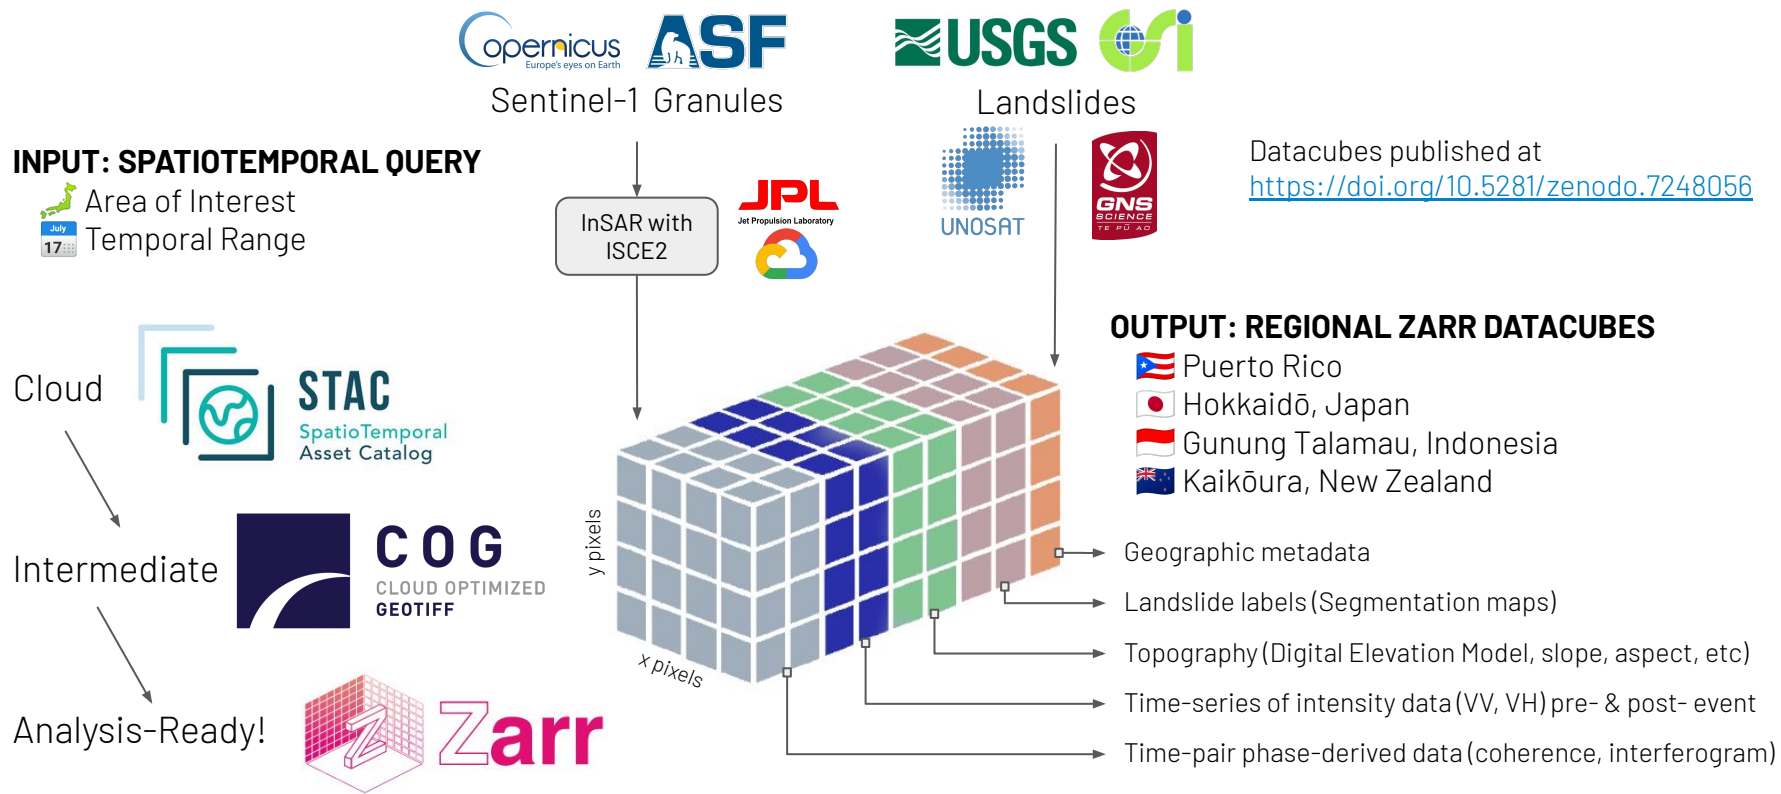 opernicus
Europe's eyes on Earth
ASF
USGS
GSi
Sentinel-1 Granules
Landslides
INPUT: SPATIOTEMPORAL QUERY
Area of Interest
July
17
Temporal Range
InSAR with
ISCE2
JPL
Jet Propulsion Laboratory
UNOSAT
GNS
SCIENCE
TE PŪ AO
Datacubes published at
https://doi.org/10.5281/zenodo.7248056
OUTPUT: REGIONAL ZARR DATACUBES
Puerto Rico
Hokkaidō, Japan
Gunung Talamau, Indonesia
Kaikōura, New Zealand
Cloud
STAC
SpatioTemporal
Asset Catalog
Intermediate
COG
CLOUD OPTIMIZED
GEOTIFF
Analysis-Ready!
Z
Zarr
y pixels
x pixels
Geographic metadata
Landslide labels (Segmentation maps)
Topography (Digital Elevation Model, slope, aspect, etc)
Time-series of intensity data (VV, VH) pre- & post- event
Time-pair phase-derived data (coherence, interferogram)